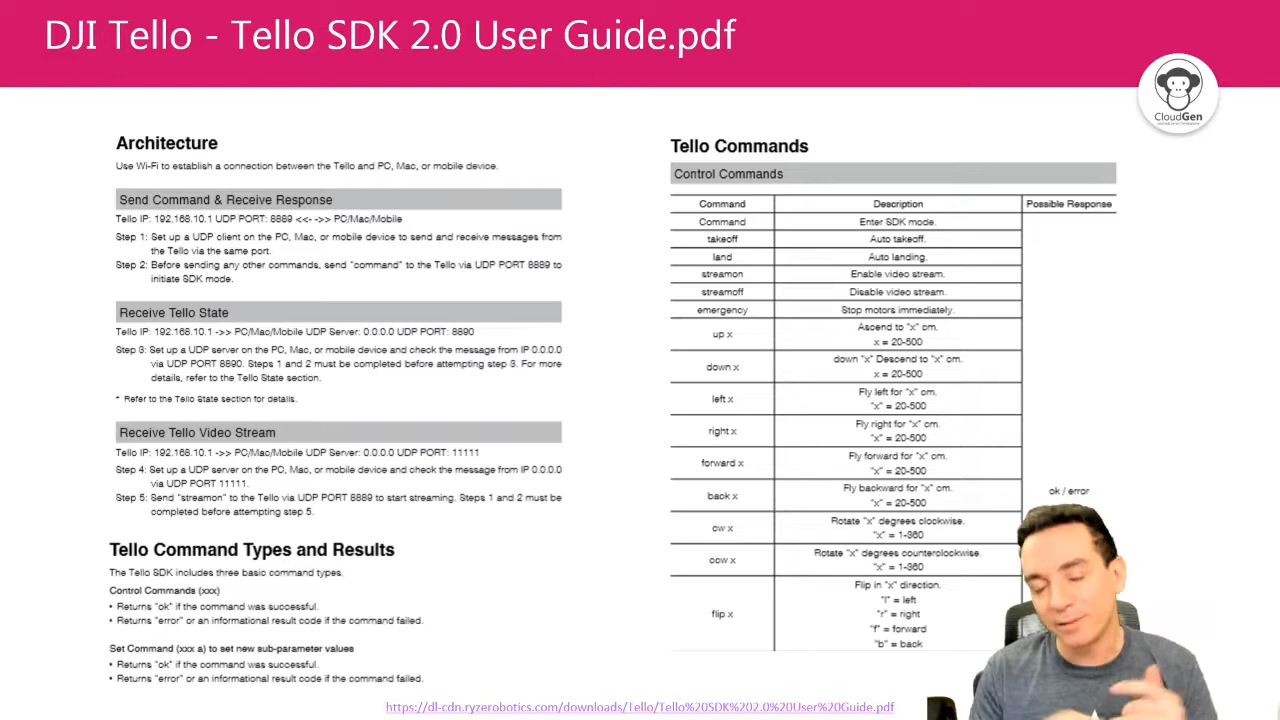 DJI Tello - Tello SDK 2.0 User Guide.pdf
CloudGen
Architecture
Use Wi-Fi to establish a connection between the Tello and PC, Mac, or mobile device.
Send Command & Receive Response
Tello IP: 192.168.10.1 UDP PORT: 8889 <<- ->> PC/Mac/Mobile
Step 1: Set up a UDP client on the PC, Mac, or mobile device to send and receive messages from
the Tello via the same port.
Step 2: Before sending any other commands, send "command" to the Tello via UDP PORT 8889 to
initiate SDK mode.
Receive Tello State
Tello IP: 192.168.10.1 ->> PC/Mac/Mobile UDP Server: 0.0.0.0 UDP PORT: 8890
Step 3: Set up a UDP server on the PC, Mac, or mobile device and check the message from IP 0.0.0.0
via UDP PORT 8890. Steps 1 and 2 must be completed before attempting step 3. For more
details, refer to the Tello State section.
* Refer to the Tello State section for details.
Receive Tello Video Stream
Tello IP: 192.168.10.1 ->> PC/Mac/Mobile UDP Server: 0.0.0.0 UDP PORT: 11111
Step 4: Set up a UDP server on the PC, Mac, or mobile device and check the message from IP 0.0.0.0
via UDP PORT 11111.
Step 5: Send "streamon" to the Tello via UDP PORT 8889 to start streaming. Steps 1 and 2 must be
completed before attempting step 5.
Tello Command Types and Results
The Tello SDK includes three basic command types.
Control Commands (xxx)
• Returns "ok" if the command was successful.
• Returns "error" or an informational result code if the command failed.
Set Command (xxx a) to set new sub-parameter values
• Returns "ok" if the command was successful.
• Returns "error" or an informational result code if the command failed.
Tello Commands
Control Commands
Command Description Possible Response
Command Enter SDK mode.
takeoff Auto takeoff.
land Auto landing.
streamon Enable video stream.
streamoff Disable video stream.
emergency Stop motors immediately.
up x Ascend to "x" cm.
x = 20-500
down x down "x" Descend to "x" cm.
x = 20-500
left x Fly left for "x" cm.
"x" = 20-500
right x Fly right for "x" cm.
"x" = 20-500
forward x Fly forward for "x" cm.
"x" = 20-500
back x Fly backward for "x" cm.
"x" = 20-500
ok / error
cw x Rotate "x" degrees clockwise.
"x" = 1-360
ccw x Rotate "x" degrees counterclockwise.
"x" = 1-360
flip x Flip in "x" direction.
"l" = left
"r" = right
"f" = forward
"b" = back
https://dl-cdn.ryzerobotics.com/downloads/Tello/Tello%20SDK%202.0%20User%20Guide.pdf